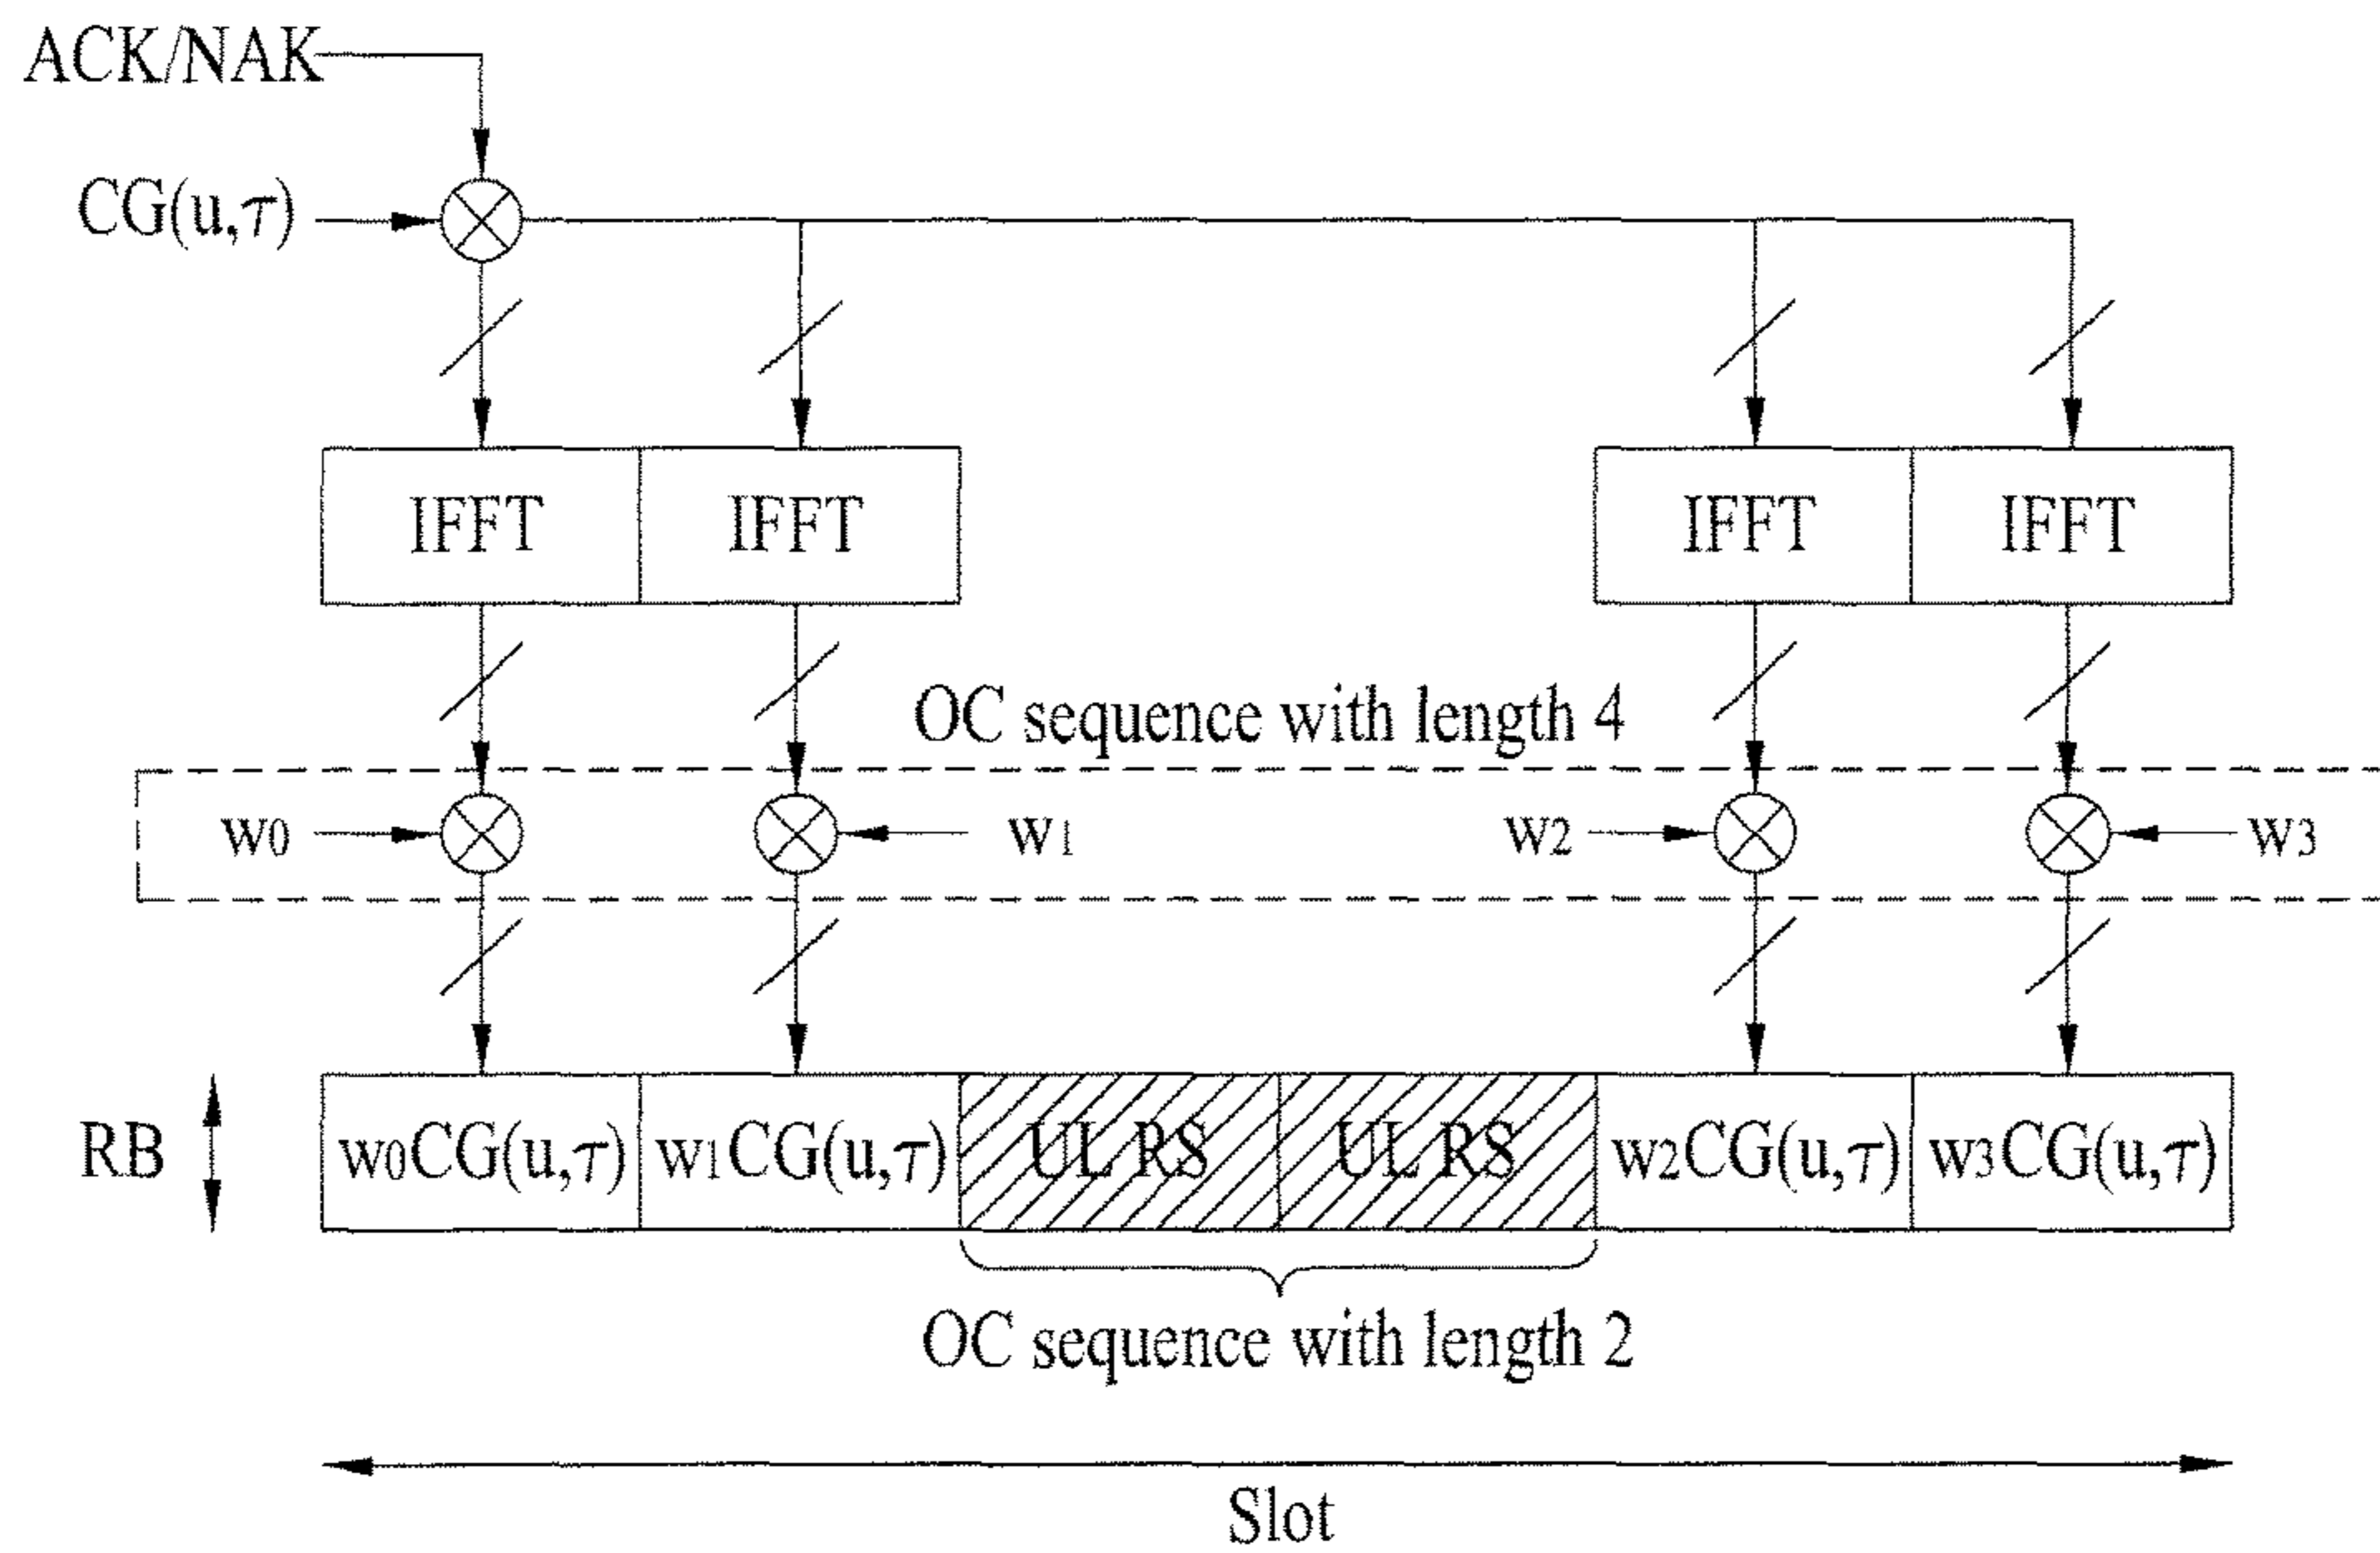 ACK/NAK
CG(u,τ)
IFFT IFFT IFFT IFFT
OC sequence with length 4
w0 w1 w2 w3
RB w0CG(u,τ) w1CG(u,τ) UL RS UL RS w2CG(u,τ) w3CG(u,τ)
OC sequence with length 2
Slot